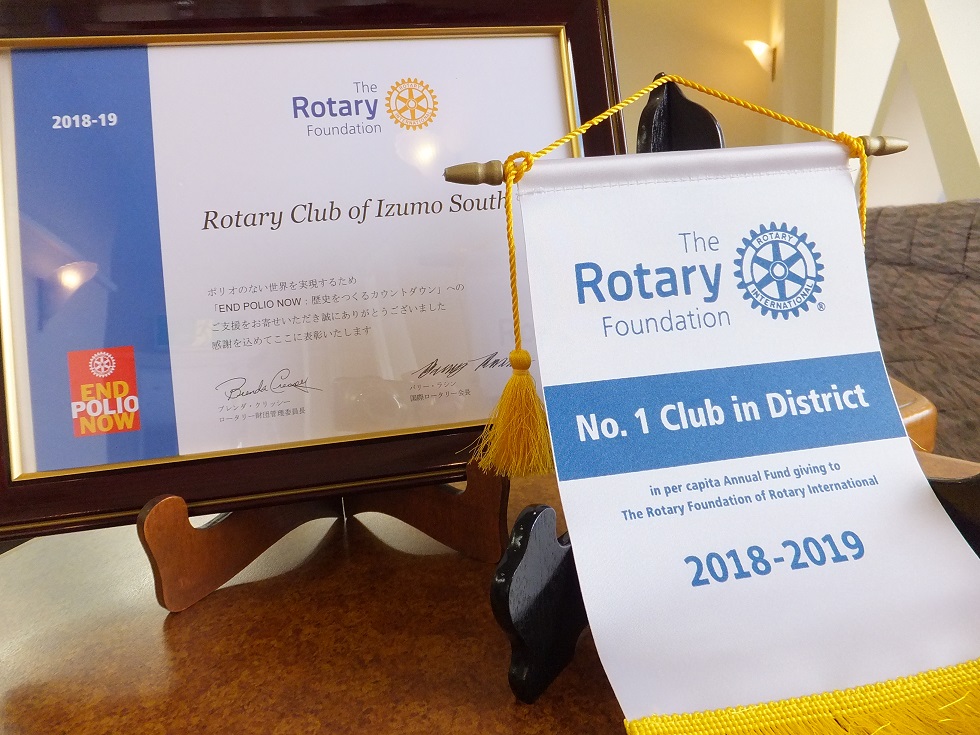 2018-19
The
Rotary
Foundation
ROTARY
INTERNATIONAL
Rotary Club of Izumo South
ポリオのない世界を実現するため
「END POLIO NOW：歴史をつくるカウントダウン」への
ご支援をお寄せいただき誠にありがとうございました
感謝を込めてここに表彰いたします
END
POLIO
NOW
ブレンダ・クレッシー
ロータリー財団管理委員長
バリー・ラシン
国際ロータリー会長
The
Rotary
Foundation
ROTARY
INTERNATIONAL
®
No. 1 Club in District
in per capita Annual Fund giving to
The Rotary Foundation of Rotary International
2018-2019